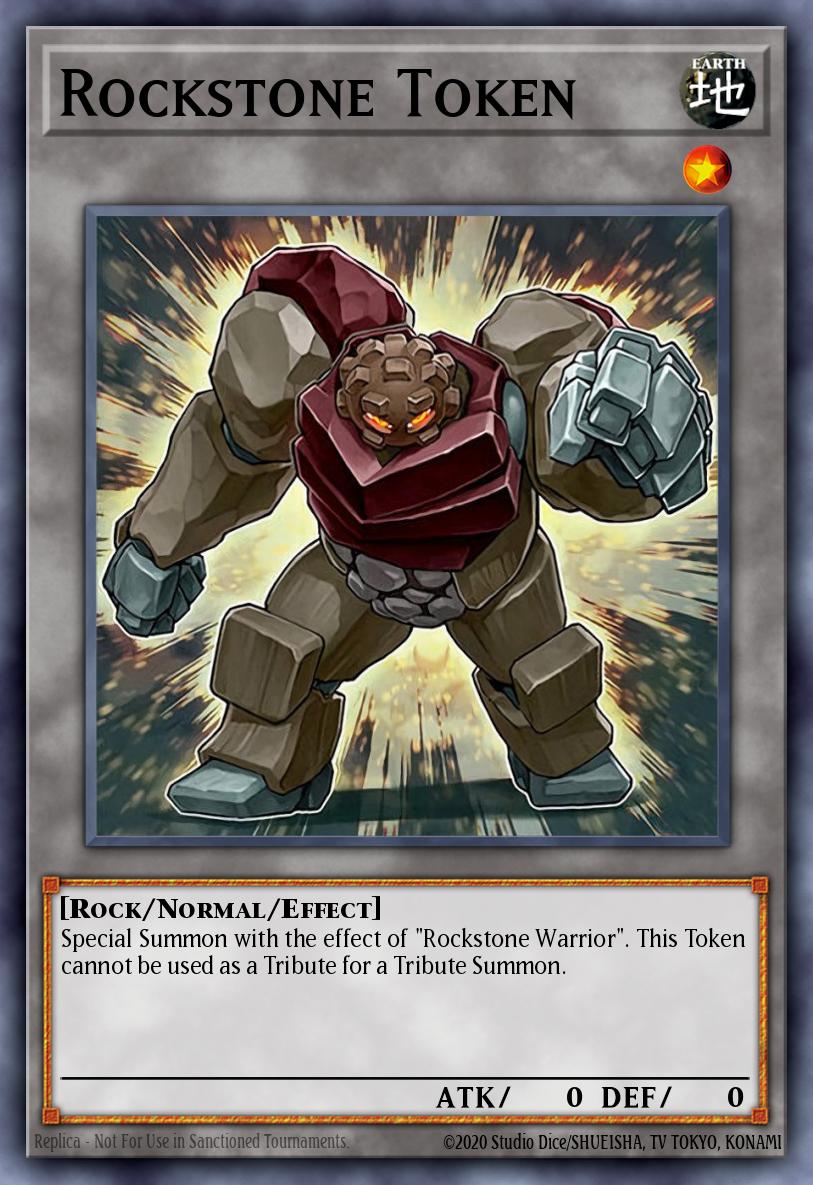 Rockstone Token
EARTH
地
[Rock/Normal/Effect]
Special Summon with the effect of "Rockstone Warrior". This Token
cannot be used as a Tribute for a Tribute Summon.
ATK/ 0 DEF/ 0
Replica - Not For Use in Sanctioned Tournaments.
©2020 Studio Dice/SHUEISHA, TV TOKYO, KONAMI